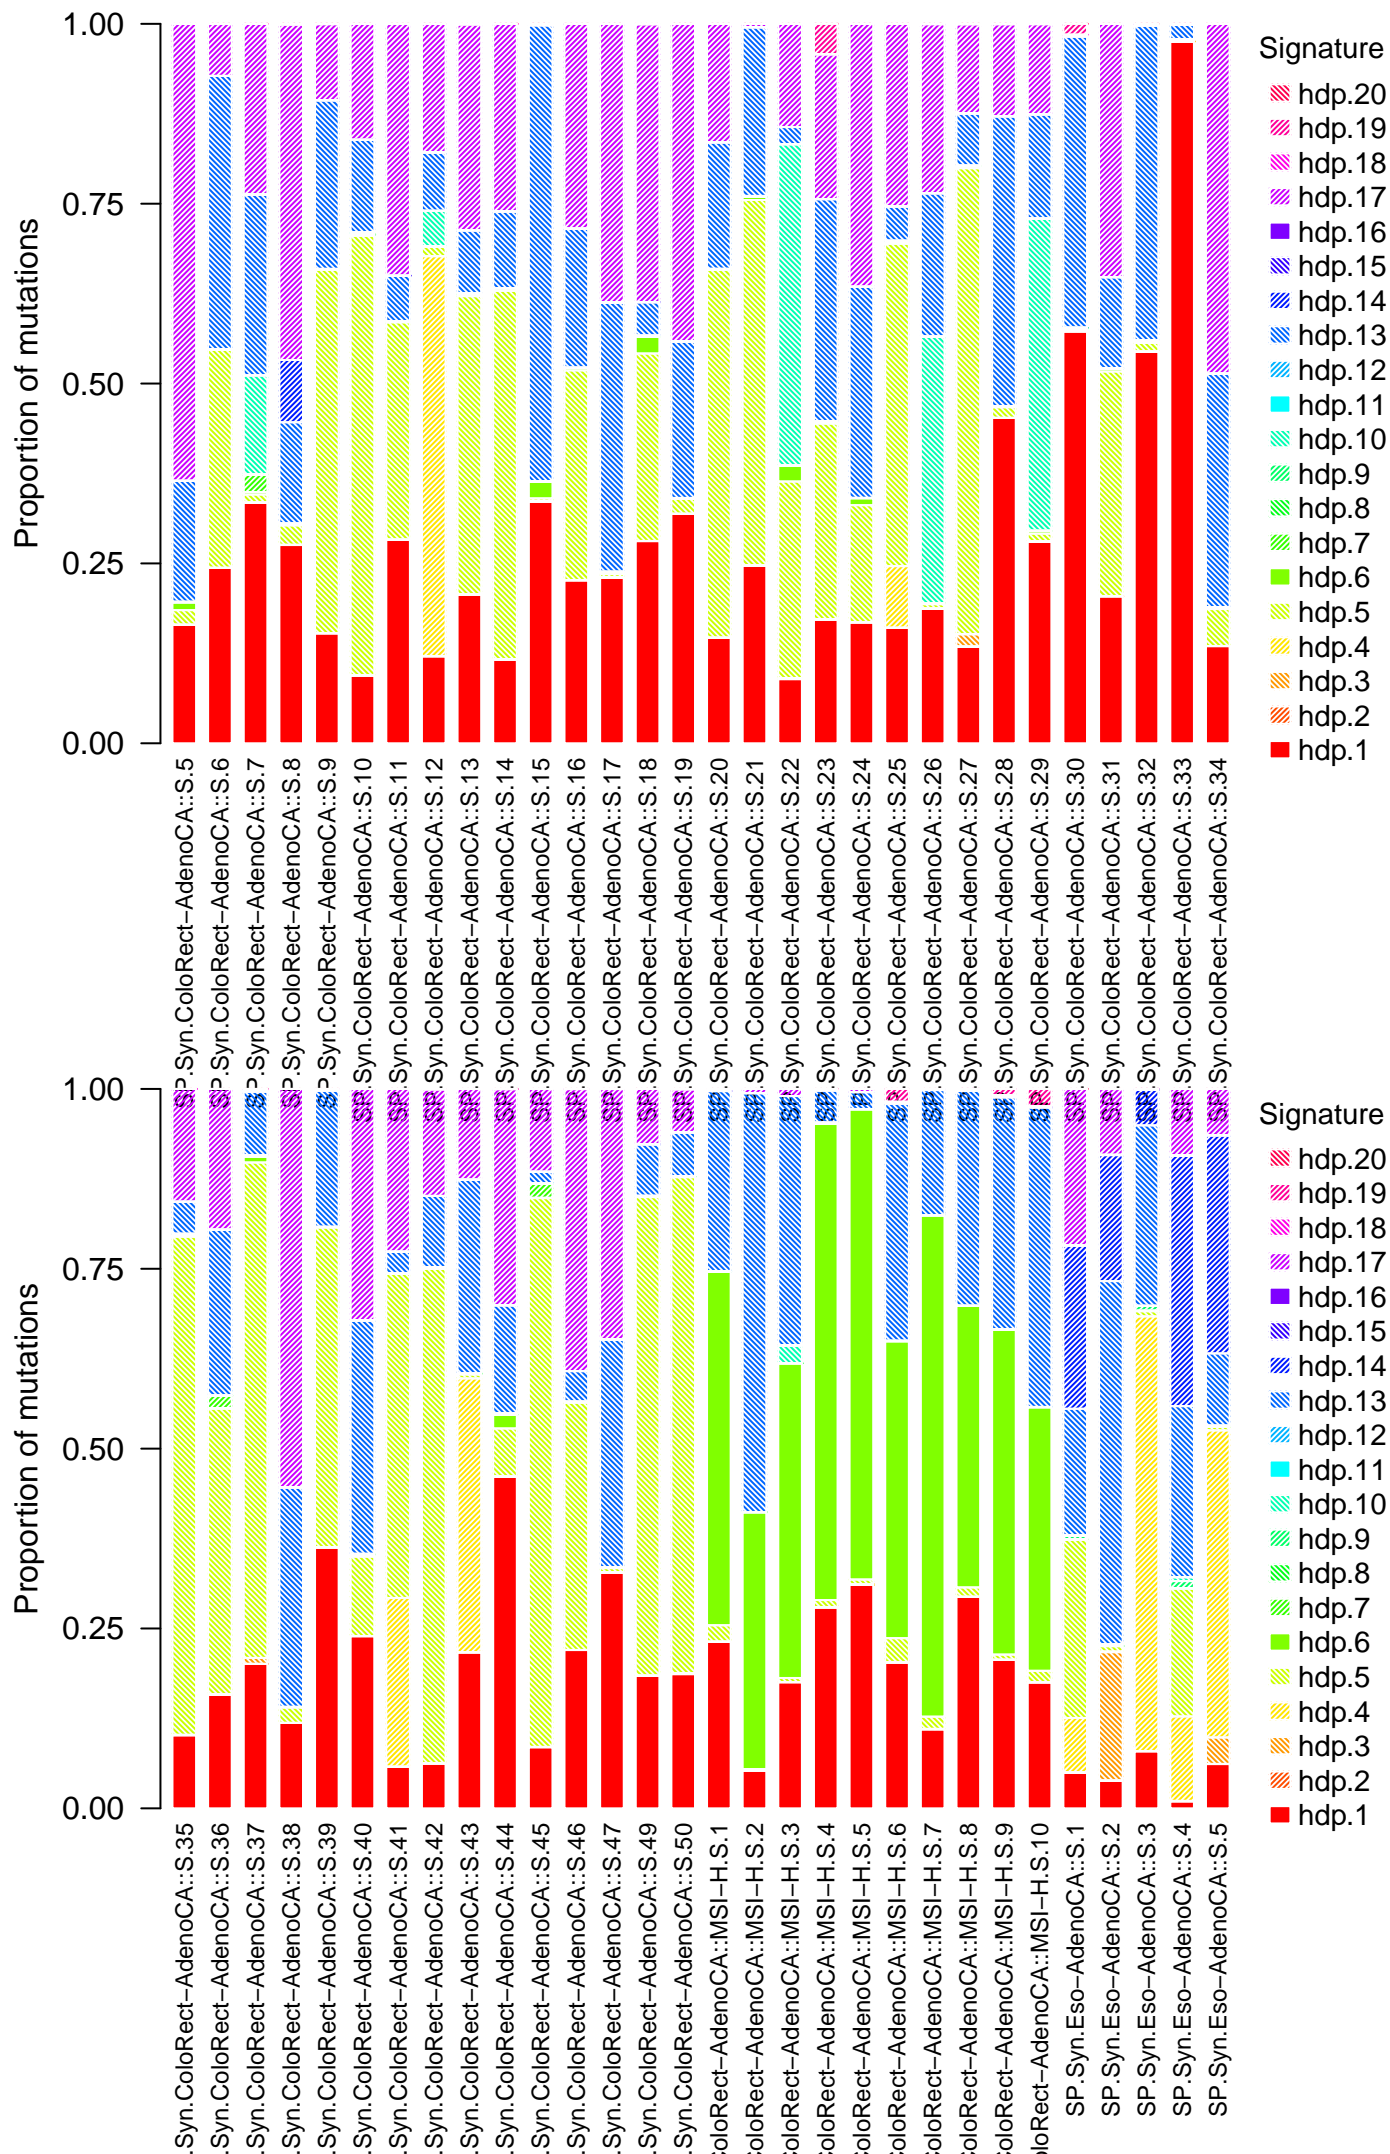 Proportion of mutations
1.00
0.75
0.50
0.25
0.00
Signature
hdp.20
hdp.19
hdp.18
hdp.17
hdp.16
hdp.15
hdp.14
hdp.13
hdp.12
hdp.11
hdp.10
hdp.9
hdp.8
hdp.7
hdp.6
hdp.5
hdp.4
hdp.3
hdp.2
hdp.1
SP.Syn.ColoRect−AdenoCA::S.5
SP.Syn.ColoRect−AdenoCA::S.6
SP.Syn.ColoRect−AdenoCA::S.7
SP.Syn.ColoRect−AdenoCA::S.8
SP.Syn.ColoRect−AdenoCA::S.9
SP.Syn.ColoRect−AdenoCA::S.10
SP.Syn.ColoRect−AdenoCA::S.11
SP.Syn.ColoRect−AdenoCA::S.12
SP.Syn.ColoRect−AdenoCA::S.13
SP.Syn.ColoRect−AdenoCA::S.14
SP.Syn.ColoRect−AdenoCA::S.15
SP.Syn.ColoRect−AdenoCA::S.16
SP.Syn.ColoRect−AdenoCA::S.17
SP.Syn.ColoRect−AdenoCA::S.18
SP.Syn.ColoRect−AdenoCA::S.19
SP.Syn.ColoRect−AdenoCA::S.20
SP.Syn.ColoRect−AdenoCA::S.21
SP.Syn.ColoRect−AdenoCA::S.22
SP.Syn.ColoRect−AdenoCA::S.23
SP.Syn.ColoRect−AdenoCA::S.24
SP.Syn.ColoRect−AdenoCA::S.25
SP.Syn.ColoRect−AdenoCA::S.26
SP.Syn.ColoRect−AdenoCA::S.27
SP.Syn.ColoRect−AdenoCA::S.28
SP.Syn.ColoRect−AdenoCA::S.29
SP.Syn.ColoRect−AdenoCA::S.30
SP.Syn.ColoRect−AdenoCA::S.31
SP.Syn.ColoRect−AdenoCA::S.32
SP.Syn.ColoRect−AdenoCA::S.33
SP.Syn.ColoRect−AdenoCA::S.34
Proportion of mutations
1.00
0.75
0.50
0.25
0.00
Signature
hdp.20
hdp.19
hdp.18
hdp.17
hdp.16
hdp.15
hdp.14
hdp.13
hdp.12
hdp.11
hdp.10
hdp.9
hdp.8
hdp.7
hdp.6
hdp.5
hdp.4
hdp.3
hdp.2
hdp.1
.Syn.ColoRect−AdenoCA::S.35
.Syn.ColoRect−AdenoCA::S.36
.Syn.ColoRect−AdenoCA::S.37
.Syn.ColoRect−AdenoCA::S.38
.Syn.ColoRect−AdenoCA::S.39
.Syn.ColoRect−AdenoCA::S.40
.Syn.ColoRect−AdenoCA::S.41
.Syn.ColoRect−AdenoCA::S.42
.Syn.ColoRect−AdenoCA::S.43
.Syn.ColoRect−AdenoCA::S.44
.Syn.ColoRect−AdenoCA::S.45
.Syn.ColoRect−AdenoCA::S.46
.Syn.ColoRect−AdenoCA::S.47
.Syn.ColoRect−AdenoCA::S.49
.Syn.ColoRect−AdenoCA::S.50
oloRect−AdenoCA::MSI−H.S.1
oloRect−AdenoCA::MSI−H.S.2
oloRect−AdenoCA::MSI−H.S.3
oloRect−AdenoCA::MSI−H.S.4
oloRect−AdenoCA::MSI−H.S.5
oloRect−AdenoCA::MSI−H.S.6
oloRect−AdenoCA::MSI−H.S.7
oloRect−AdenoCA::MSI−H.S.8
oloRect−AdenoCA::MSI−H.S.9
oloRect−AdenoCA::MSI−H.S.10
SP.Syn.Eso−AdenoCA::S.1
SP.Syn.Eso−AdenoCA::S.2
SP.Syn.Eso−AdenoCA::S.3
SP.Syn.Eso−AdenoCA::S.4
SP.Syn.Eso−AdenoCA::S.5